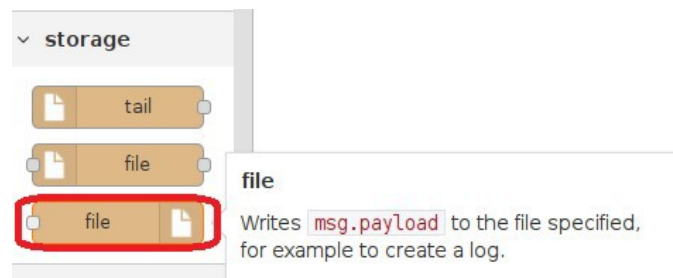 storage
tail
file
file
file
Writes msg.payload to the file specified,
for example to create a log.